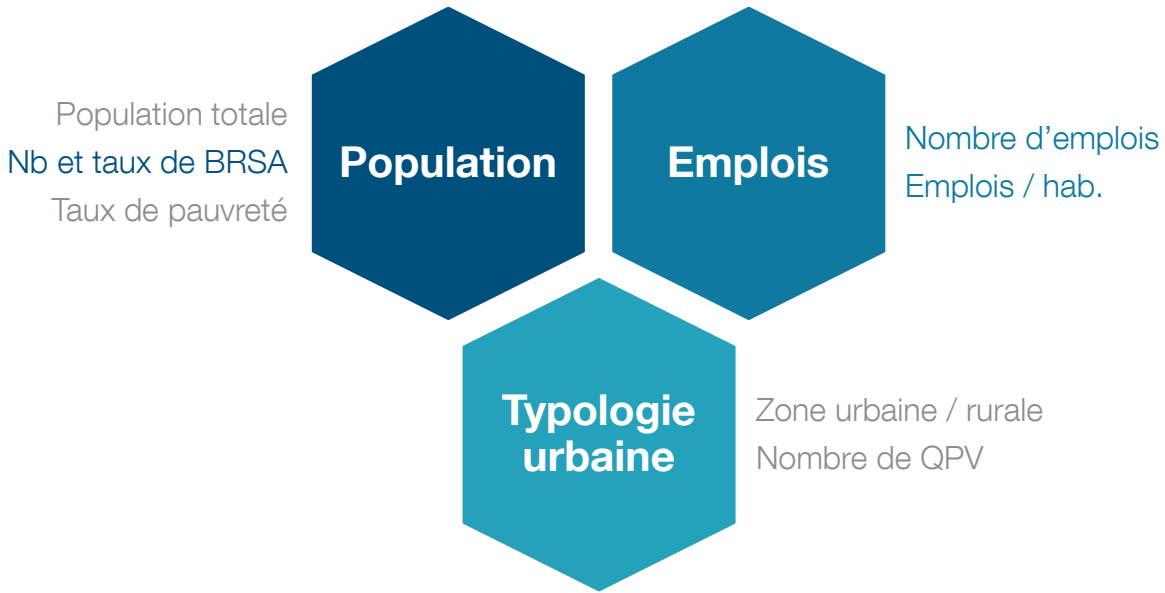 Population totale
Nb et taux de BRSA
Taux de pauvreté
Population
Emplois
Nombre d’emplois
Emplois / hab.
Typologie
urbaine
Zone urbaine / rurale
Nombre de QPV